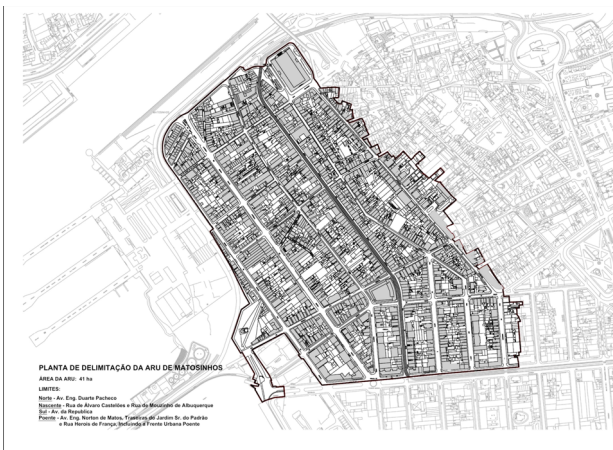 PLANTA DE DELIMITAÇÃO DA ARU DE MATOSINHOS
ÁREA DA ARU: 41 ha
LIMITES:
Norte - Av. Eng. Duarte Pacheco
Nascente - Rua de Álvaro Castelões e Rua de Mouzinho de Albuquerque
Sul - Av. da Republica
Poente - Av. Eng. Norton de Matos, Traseiras do Jardim Sr. do Padrão
e Rua Herois de França, Incluindo a Frente Urbana Poente